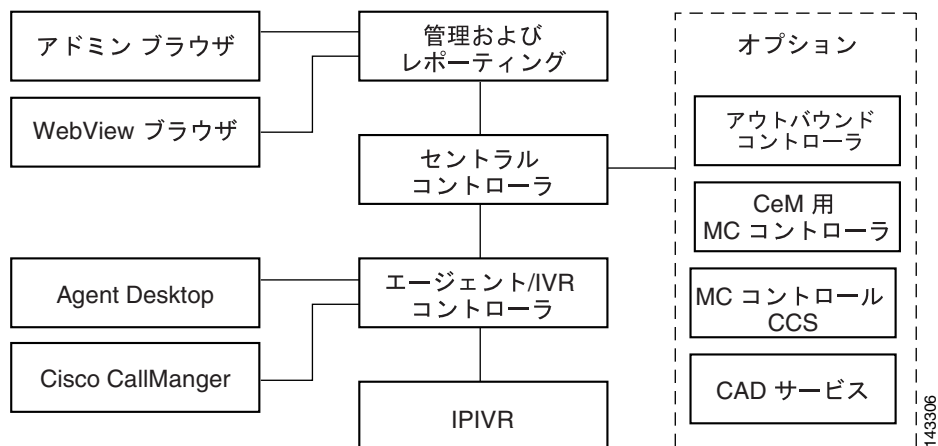 アドミン ブラウザ
WebView ブラウザ
管理および
レポーティング
セントラル
コントローラ
Agent Desktop
Cisco CallManger
エージェント/IVR
コントローラ
IPIVR
オプション
アウトバウンド
コントローラ
CeM 用
MC コントローラ
MC コントロール
CCS
CAD サービス
143306